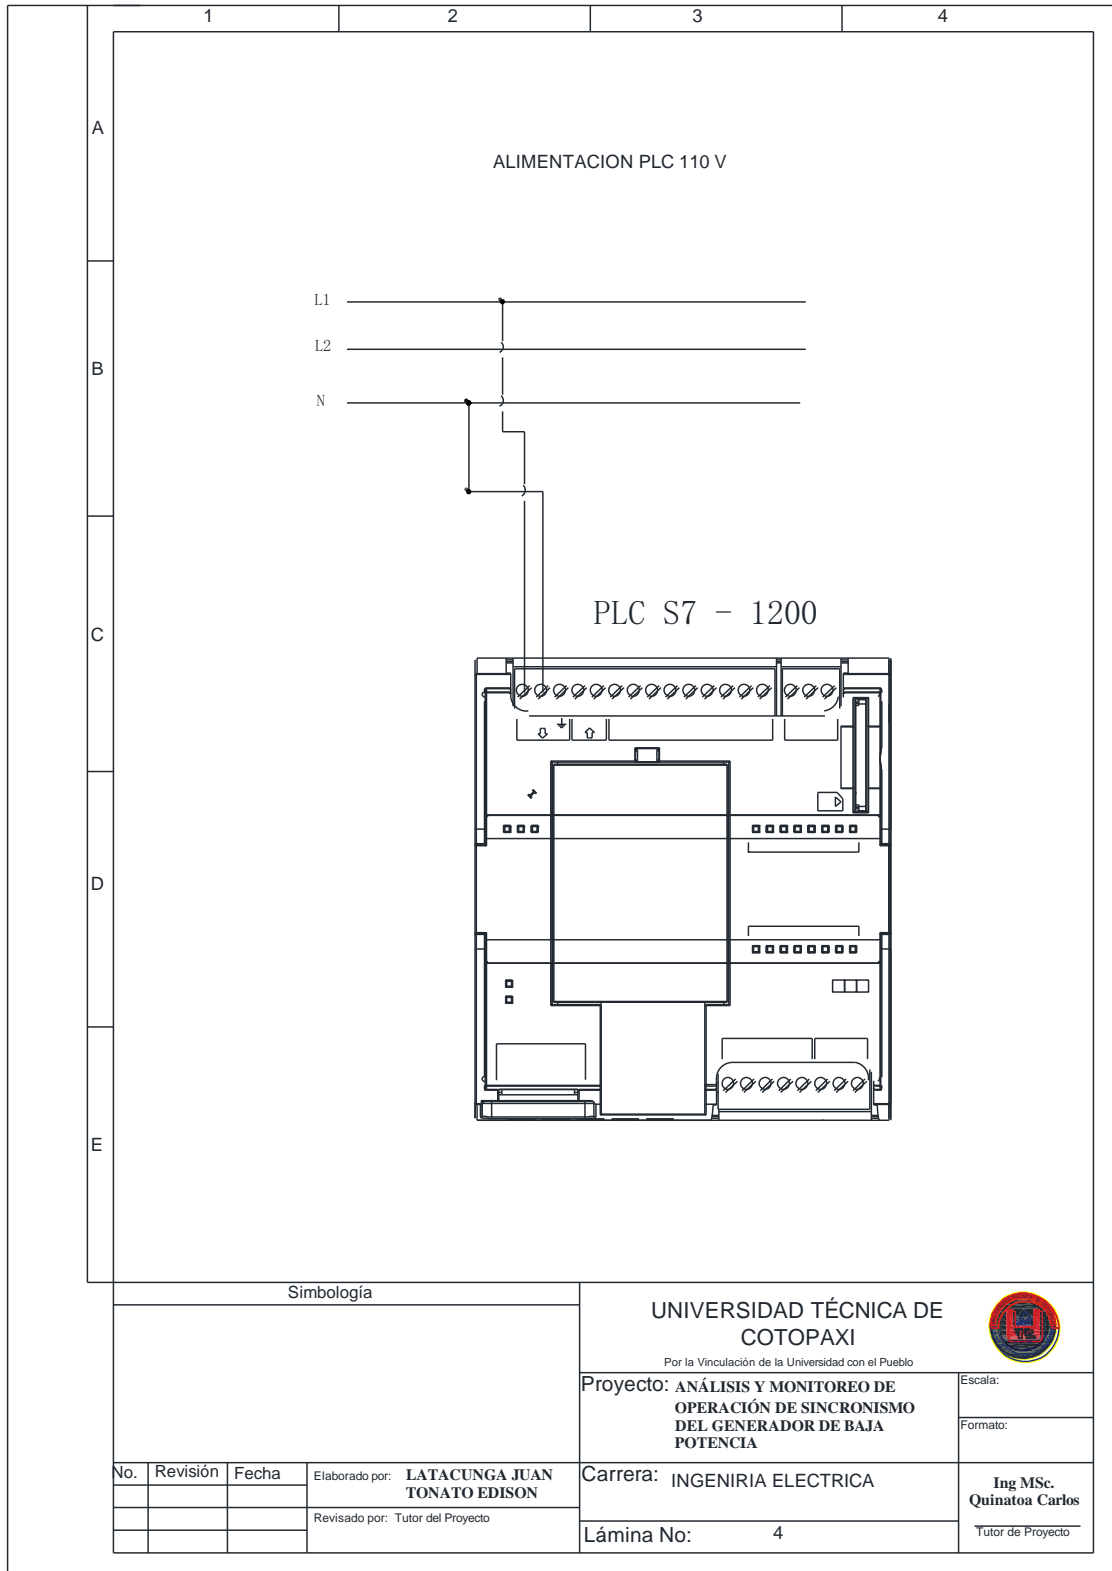 1 2 3 4
A
ALIMENTACION PLC 110 V
L1
L2
B
N
PLC S7 - 1200
C
D
E
Simbología
UNIVERSIDAD TÉCNICA DE
COTOPAXI
Por la Vinculación de la Universidad con el Pueblo
Proyecto: ANÁLISIS Y MONITOREO DE
OPERACIÓN DE SINCRONISMO
DEL GENERADOR DE BAJA
POTENCIA
Escala:
Formato:
No. Revisión Fecha
Elaborado por: LATACUNGA JUAN
TONATO EDISON
Revisado por: Tutor del Proyecto
Carrera: INGENIRIA ELECTRICA
Lámina No: 4
Ing MSc.
Quinatoa Carlos
Tutor de Proyecto